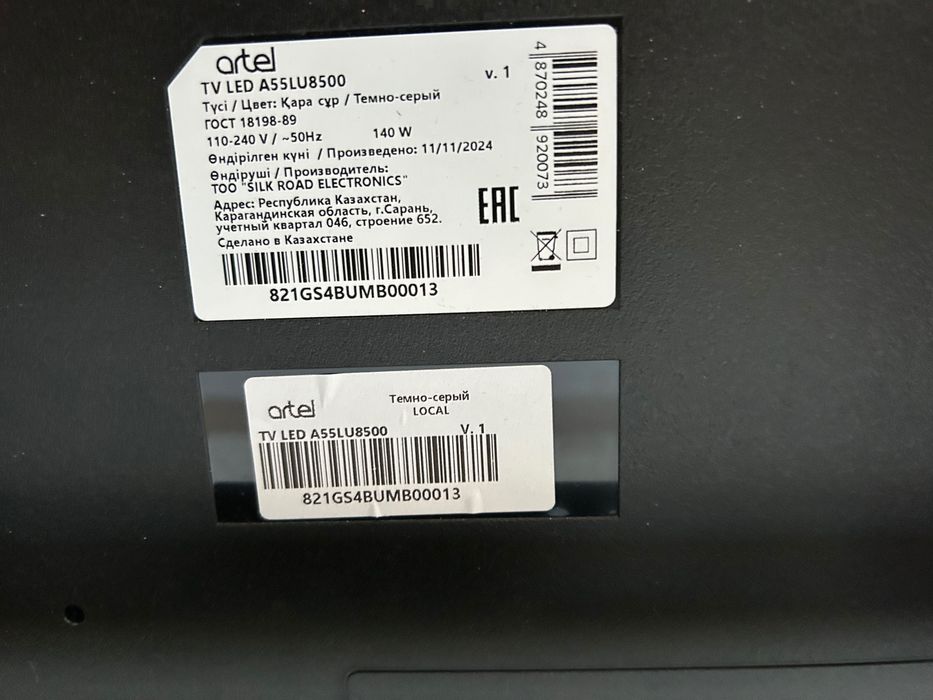 artel
TV LED A55LU8500
v. 1
Түсі / Цвет: Қара сұр / Темно-серый
ГОСТ 18198-89
110-240 V / ~50Hz 140 W
Өндірілген күні / Произведено: 11/11/2024
Өндіруші / Производитель:
ТОО "SILK ROAD ELECTRONICS"
Адрес: Республика Казахстан,
Карагандинская область, г.Сарань,
учетный квартал 046, строение 652.
Сделано в Казахстане
821GS4BUMB00013
4 870248 920073
EAC
artel
Темно-серый
LOCAL
TV LED A55LU8500 V. 1
821GS4BUMB00013